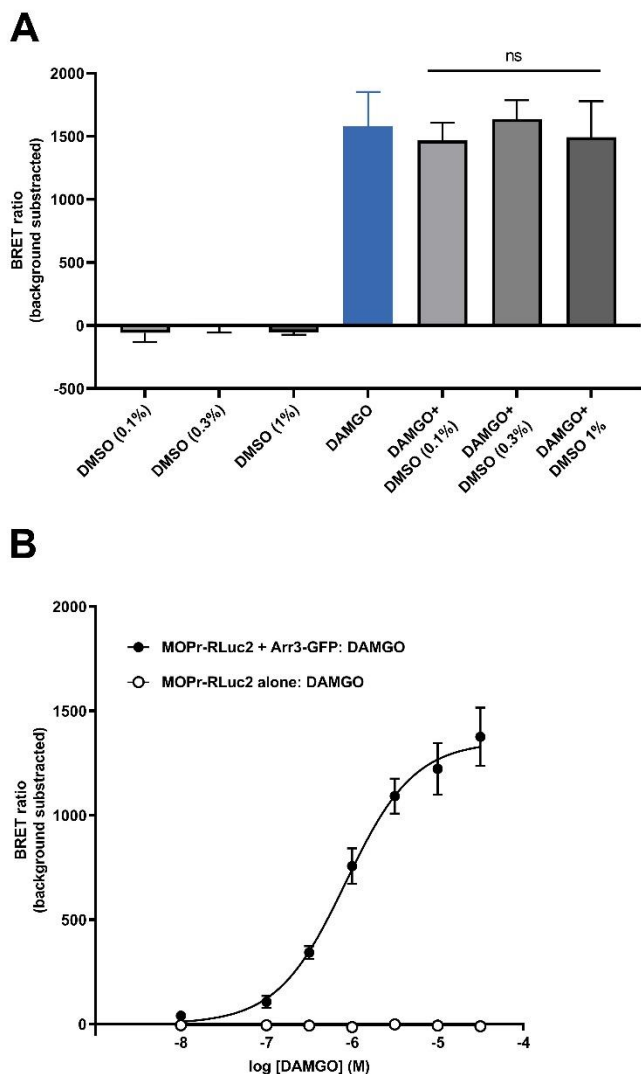 A
ns
2000
1500
1000
500
0
-500
BRET ratio
(background substracted)
DMSO (0.1%)
DMSO (0.3%)
DMSO (1%)
DAMGO
DAMGO+
DMSO (0.1%)
DAMGO+
DMSO (0.3%)
DAMGO+
DMSO 1%
B
2000
1500
1000
500
0
BRET ratio
(background substracted)
MOPr-RLuc2 + Arr3-GFP: DAMGO
MOPr-RLuc2 alone: DAMGO
-8 -7 -6 -5 -4
log [DAMGO] (M)